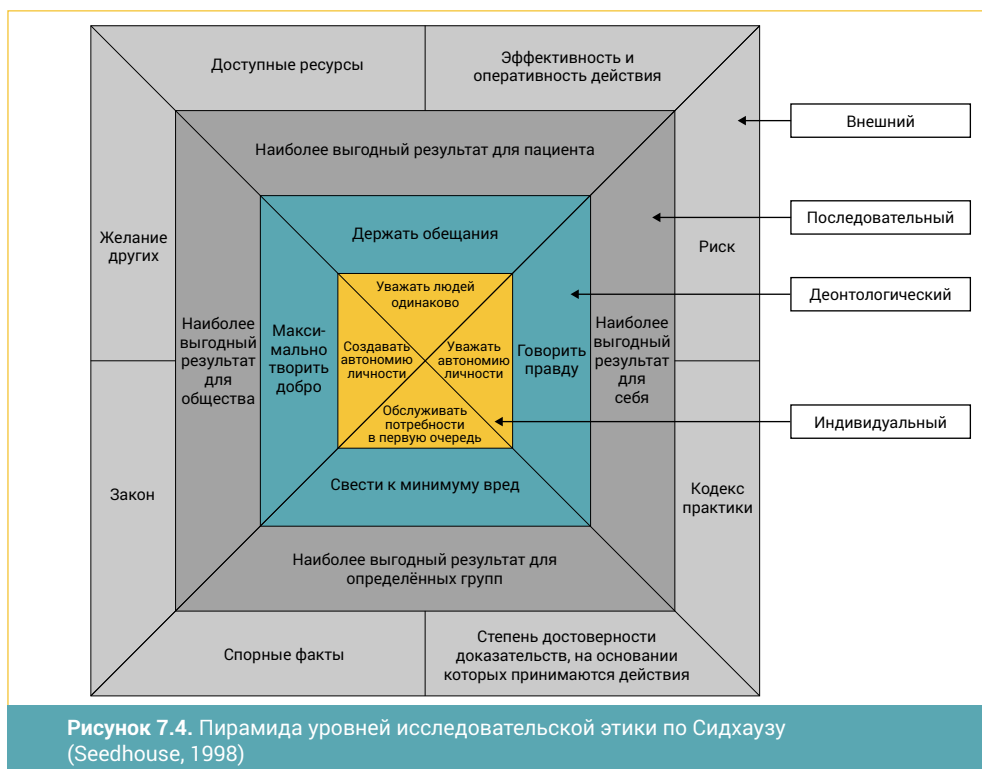 Доступные ресурсы
Эффективность и
оперативность действия
Внешний
Наиболее выгодный результат для пациента
Последовательный
Держать обещания
Желание
других
Риск
Уважать людей
одинаково
Деонтологический
Наиболее
выгодный
результат
для
общества
Макси-
мально
творить
добро
Создавать
автономию
личности
Уважать
автономию
личности
Говорить
правду
Наиболее
выгодный
результат
для
себя
Обслуживать
потребности
в первую очередь
Индивидуальный
Свести к минимуму вред
Закон
Кодекс
практики
Наиболее выгодный результат для
определённых групп
Спорные факты
Степень достоверности
доказательств, на основании
которых принимаются действия
Рисунок 7.4. Пирамида уровней исследовательской этики по Сидхаузу
(Seedhouse, 1998)